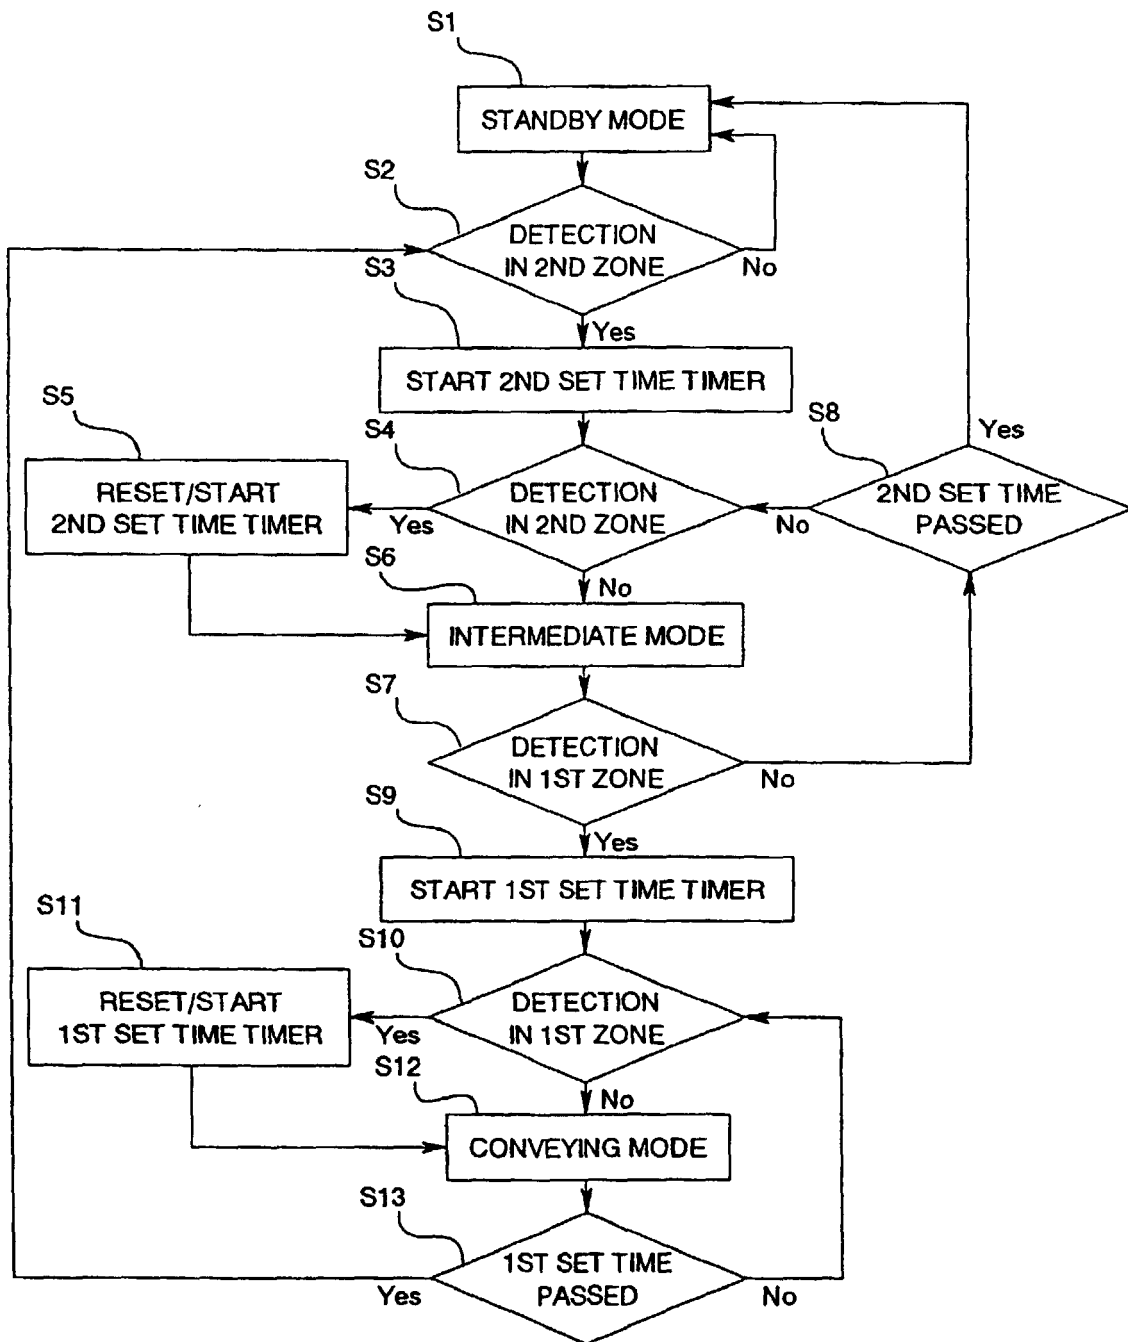 S1
STANDBY MODE
S2
DETECTION
IN 2ND ZONE
No
S3
Yes
START 2ND SET TIME TIMER
S5
S4
S8
Yes
RESET/START
2ND SET TIME TIMER
Yes
DETECTION
IN 2ND ZONE
No
2ND SET TIME
PASSED
S6
No
INTERMEDIATE MODE
S7
DETECTION
IN 1ST ZONE
No
S9
Yes
START 1ST SET TIME TIMER
S11
S10
RESET/START
1ST SET TIME TIMER
Yes
DETECTION
IN 1ST ZONE
S12
No
CONVEYING MODE
S13
1ST SET TIME
PASSED
Yes
No